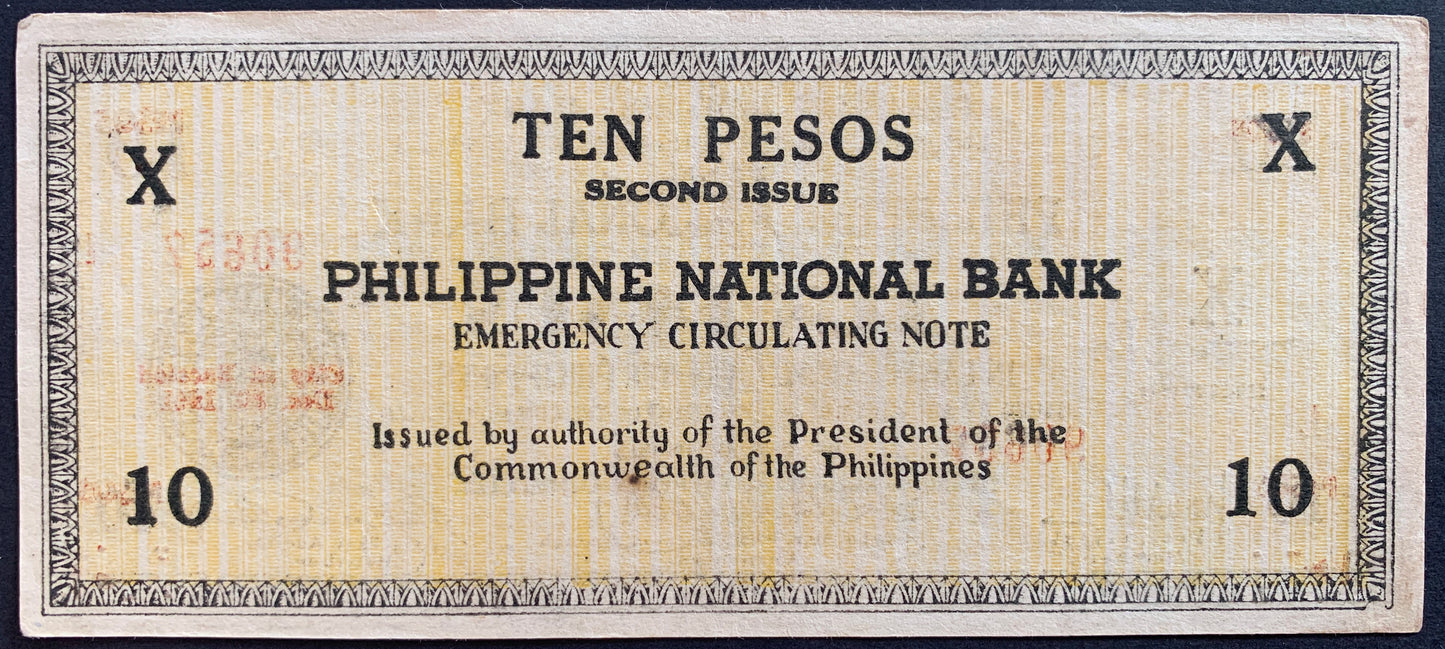 TEN PESOS
X X
SECOND ISSUE
PHILIPPINE NATIONAL BANK
EMERGENCY CIRCULATING NOTE
Issued by authority of the President of the
Commonwealth of the Philippines
10 10